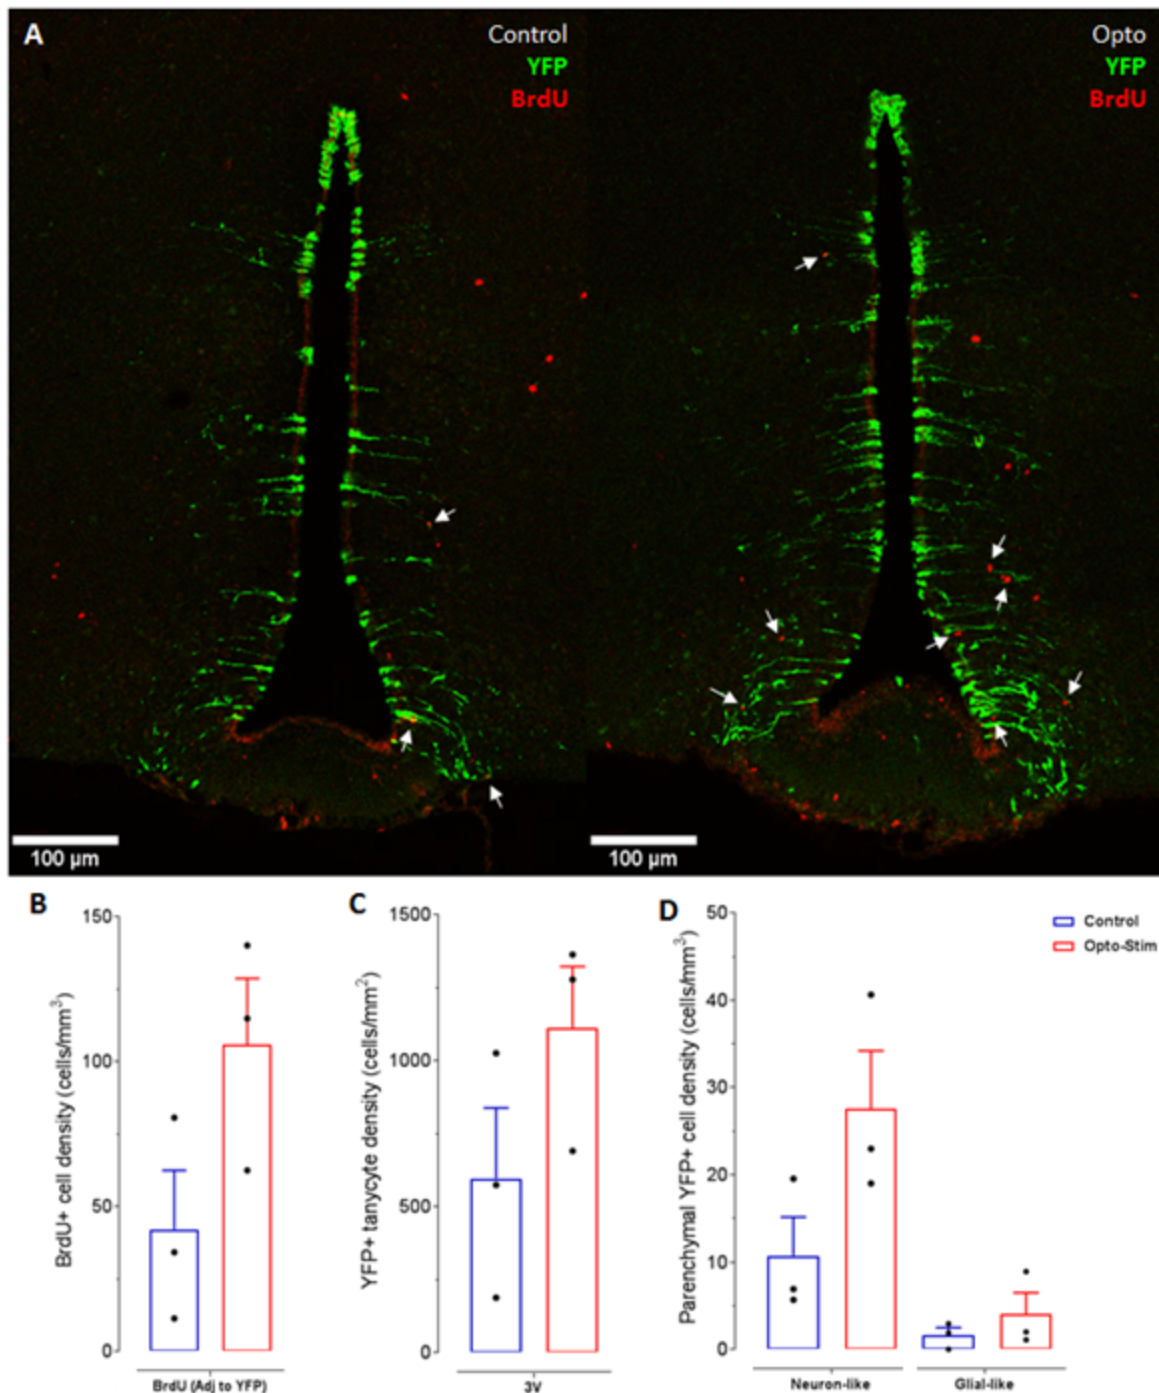 A
Control
YFP
BrdU
Opto
YFP
BrdU
100 µm
100 µm
B
BrdU+ cell density (cells/mm³)
150
100
50
0
BrdU (Adj to YFP)
C
YFP+ tanycyte density (cells/mm²)
1500
1000
500
0
3V
D
Parenchymal YFP+ cell density (cells/mm³)
50
40
30
20
10
0
Neuron-like
Glial-like
Control
Opto-Stim